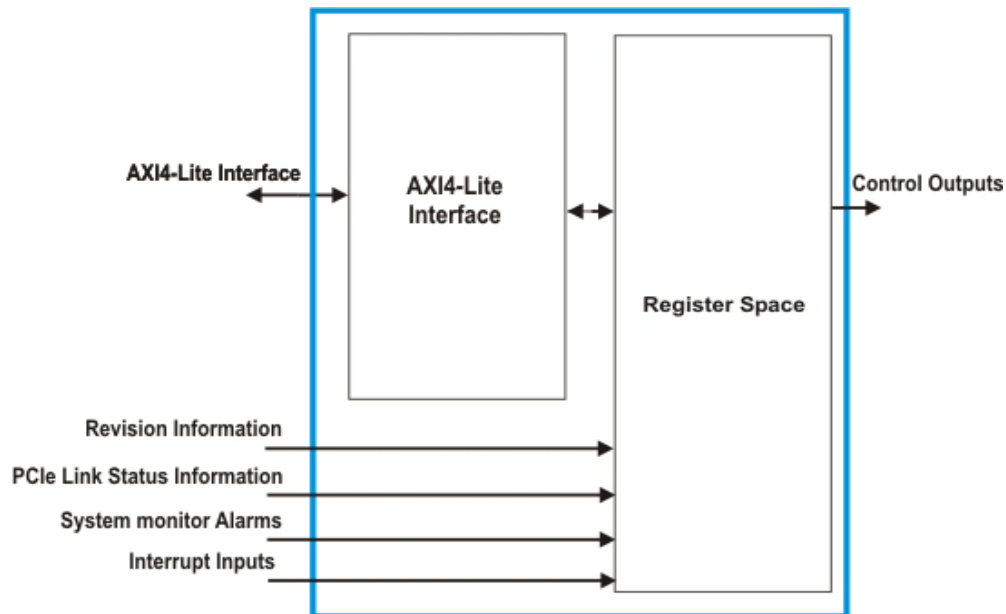 AXI4-Lite Interface
AXI4-Lite
Interface
Control Outputs
Register Space
Revision Information
PCIe Link Status Information
System monitor Alarms
Interrupt Inputs